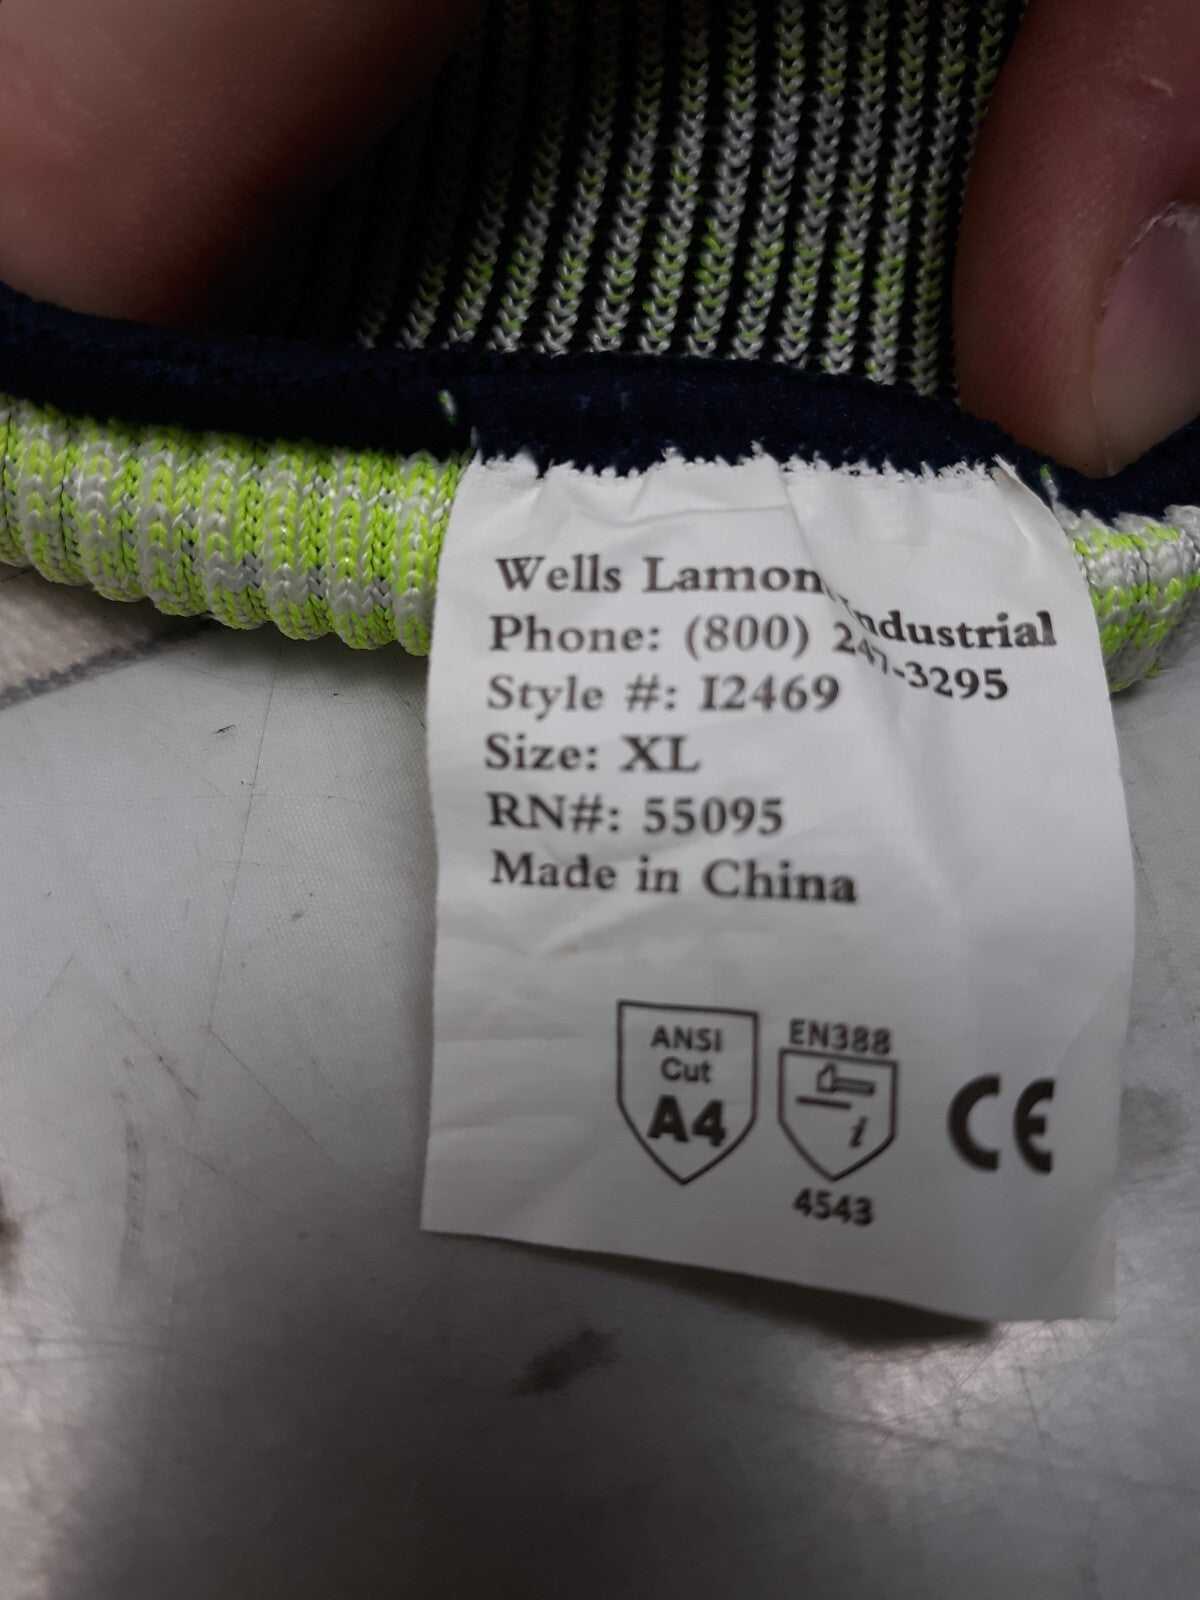 Wells Lamont Industrial
Phone: (800) 247-3295
Style #: I2469
Size: XL
RN#: 55095
Made in China
ANSI
Cut
A4
EN388
i
4543
CE